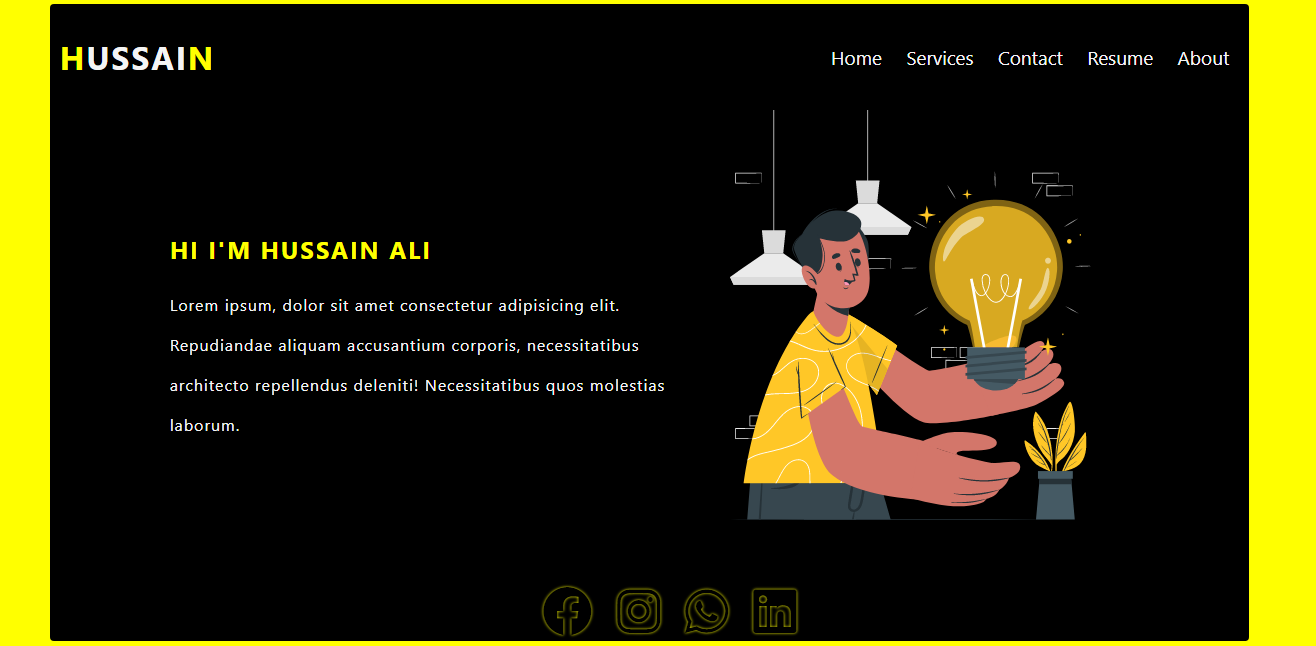 HUSSAIN
Home Services Contact Resume About
HI I'M HUSSAIN ALI
Lorem ipsum, dolor sit amet consectetur adipisicing elit.
Repudiandae aliquam accusantium corporis, necessitatibus
architecto repellendus deleniti! Necessitatibus quos molestias
laborum.